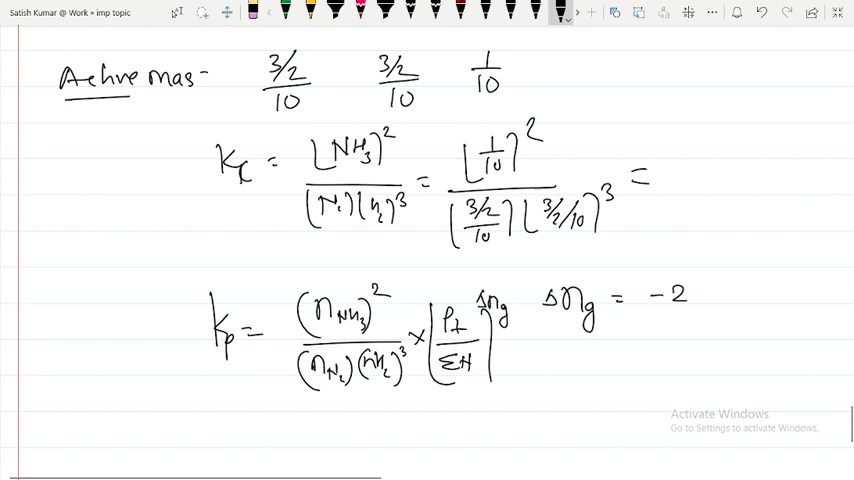 Satish Kumar @ Work » imp topic
Active mas- 3/2/10 3/2/10 1/10
Kc = [NH3]^2/(N2)(H2)^3 = [1/10]^2/[3/2/10][3/2/10]^3 =
Kp = (nNH3)^2/(nN2)(nH2)^3 × (Pt/ΣN)^Δng Δng = -2
Activate Windows
Go to Settings to activate Windows.